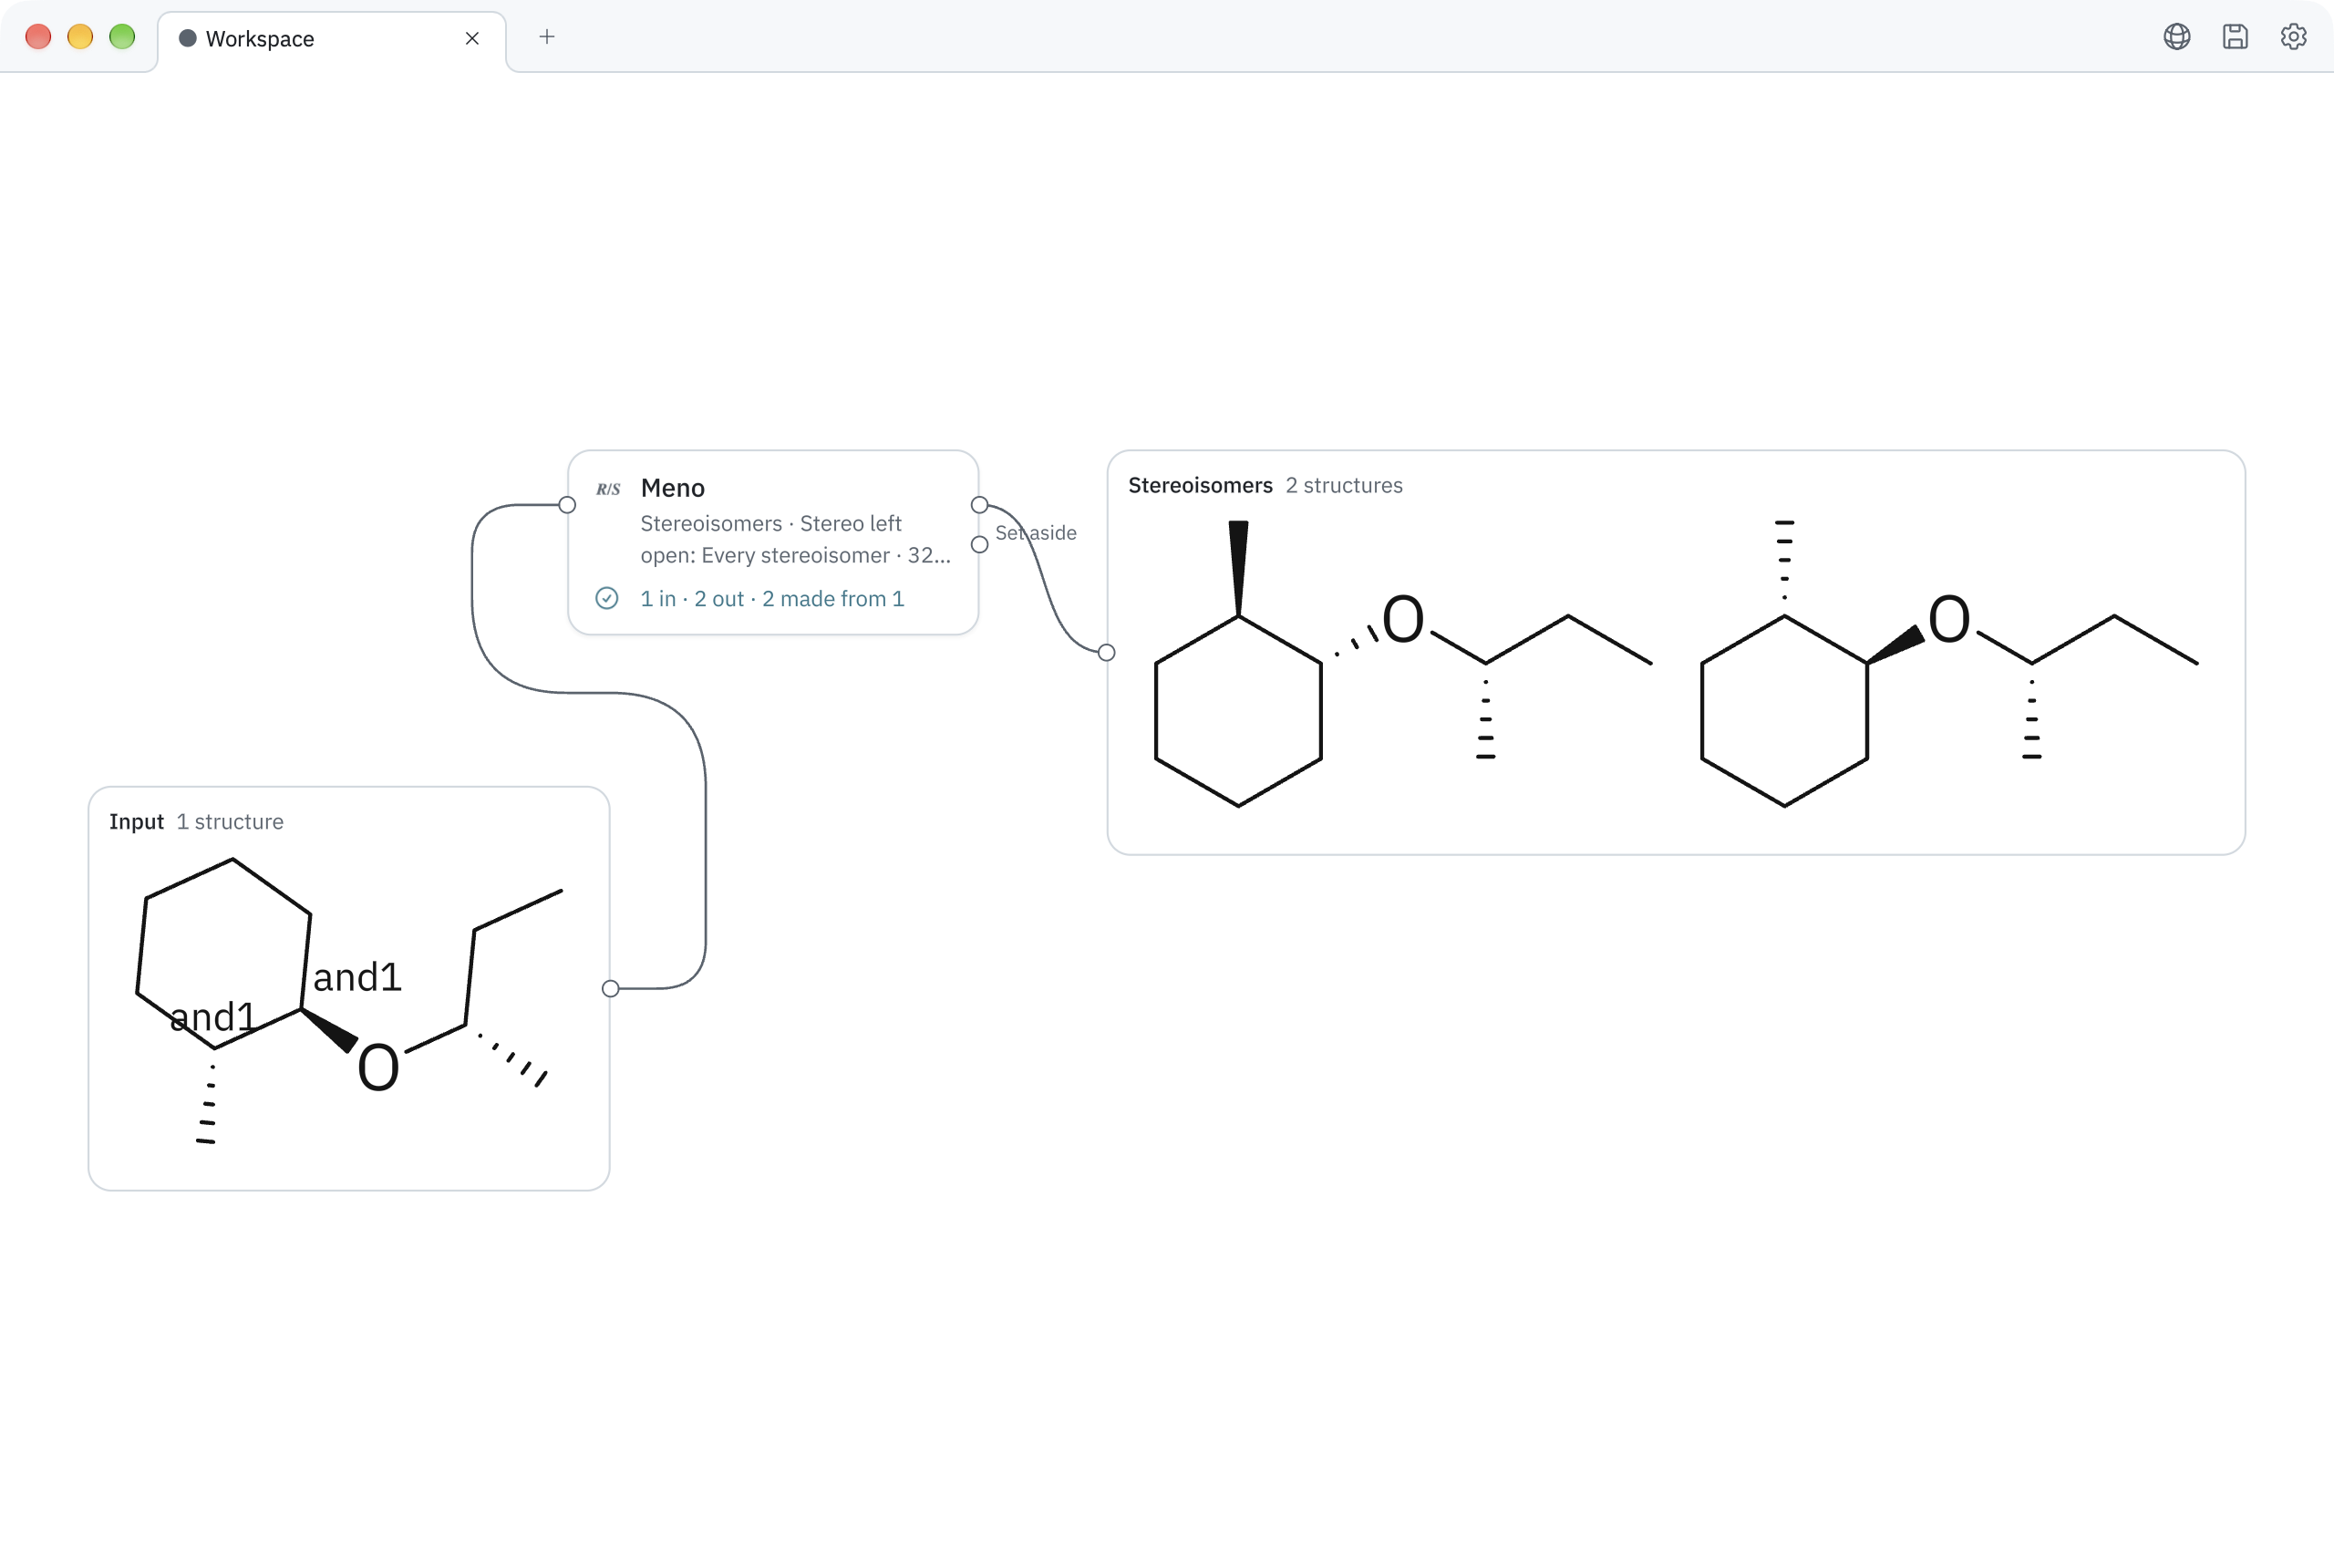 Workspace
R/S Meno
Stereoisomers · Stereo left
open: Every stereoisomer · 32...
1 in · 2 out · 2 made from 1
Set aside
Stereoisomers 2 structures
O
O
Input 1 structure
and1
and1
O